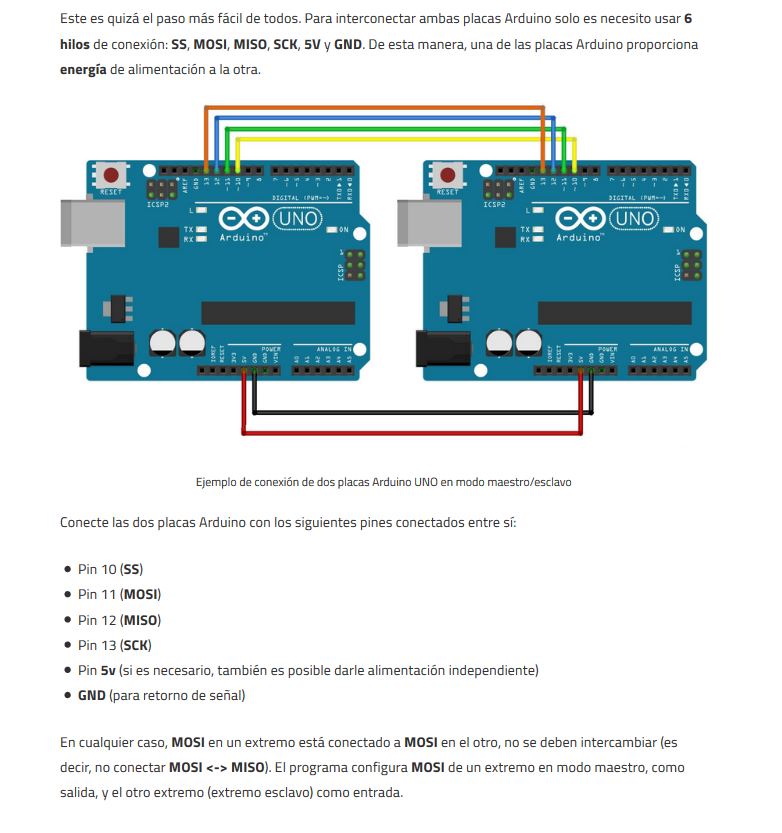 Este es quizá el paso más fácil de todos. Para interconectar ambas placas Arduino solo es necesito usar 6
hilos de conexión: SS, MOSI, MISO, SCK, 5V y GND. De esta manera, una de las placas Arduino proporciona
energía de alimentación a la otra.
RESET
ICSP2
AREF
GND
13
12
~11
~10
~9
8
7
~6
~5
4
~3
2
TX0▶1
RX0◀0
DIGITAL (PWM=~)
L
TX
RX
UNO
ON
Arduino
ICSP
IOREF
RESET
3V3
5V
GND
GND
VIN
POWER
ANALOG IN
A0
A1
A2
A3
A4
A5
RESET
ICSP2
AREF
GND
13
12
~11
~10
~9
8
7
~6
~5
4
~3
2
TX0▶1
RX0◀0
DIGITAL (PWM=~)
L
TX
RX
UNO
ON
Arduino
ICSP
IOREF
RESET
3V3
5V
GND
GND
VIN
POWER
ANALOG IN
A0
A1
A2
A3
A4
A5
Ejemplo de conexión de dos placas Arduino UNO en modo maestro/esclavo
Conecte las dos placas Arduino con los siguientes pines conectados entre sí:
• Pin 10 (SS)
• Pin 11 (MOSI)
• Pin 12 (MISO)
• Pin 13 (SCK)
• Pin 5v (si es necesario, también es posible darle alimentación independiente)
• GND (para retorno de señal)
En cualquier caso, MOSI en un extremo está conectado a MOSI en el otro, no se deben intercambiar (es
decir, no conectar MOSI <-> MISO). El programa configura MOSI de un extremo en modo maestro, como
salida, y el otro extremo (extremo esclavo) como entrada.